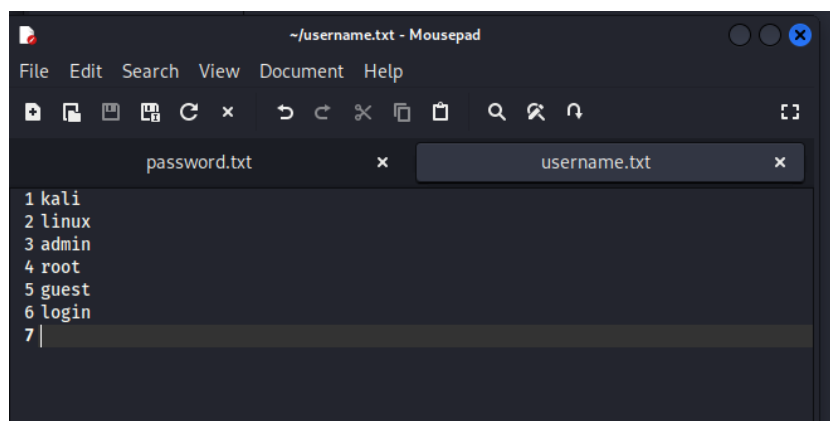 ~/username.txt - Mousepad
File Edit Search View Document Help
password.txt username.txt
1 kali
2 linux
3 admin
4 root
5 guest
6 login
7